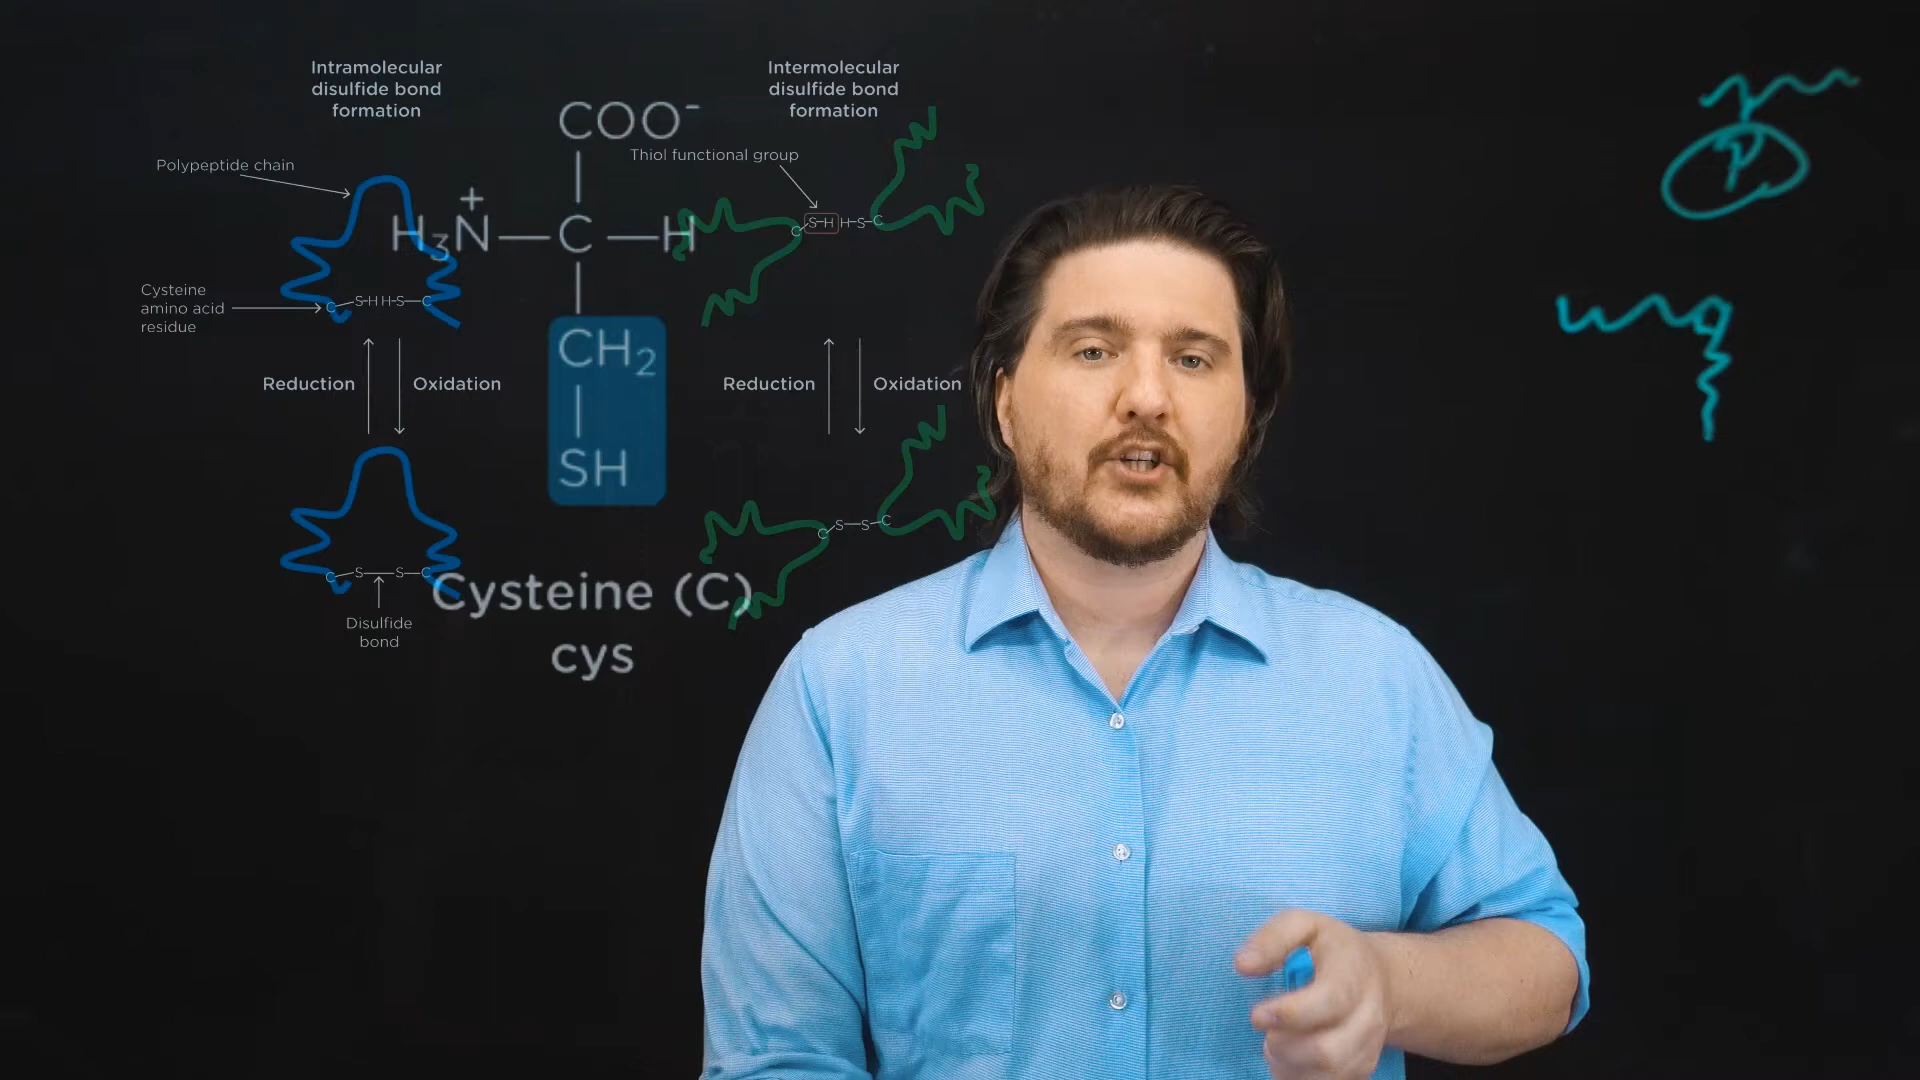 Intramolecular
disulfide bond
formation
Polypeptide chain
Cysteine
amino acid
residue
C S-H H-S-C
Reduction
Oxidation
C S-S-C
Disulfide
bond
COO⁻
H₃N⁺—C—H
CH₂
SH
Cysteine (C)
cys
Intermolecular
disulfide bond
formation
Thiol functional group
C S-H H-S-C
Reduction
Oxidation
C S-S-C
P